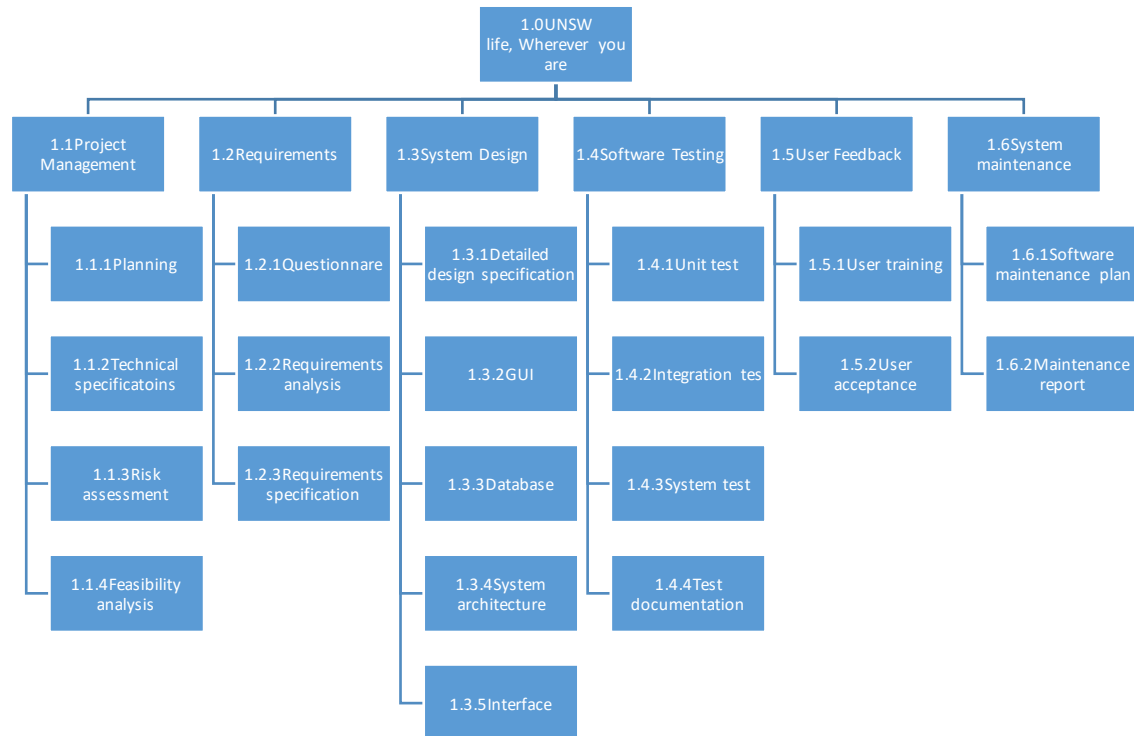 1.0UNSW
life, Wherever you
are
1.1Project
Management
1.2Requirements
1.3System Design
1.4Software Testing
1.5User Feedback
1.6System
maintenance
1.1.1Planning
1.1.2Technical
specificatoins
1.1.3Risk
assessment
1.1.4Feasibility
analysis
1.2.1Questionnare
1.2.2Requirements
analysis
1.2.3Requirements
specification
1.3.1Detailed
design specification
1.3.2GUI
1.3.3Database
1.3.4System
architecture
1.3.5Interface
1.4.1Unit test
1.4.2Integration tes
1.4.3System test
1.4.4Test
documentation
1.5.1User training
1.5.2User
acceptance
1.6.1Software
maintenance plan
1.6.2Maintenance
report